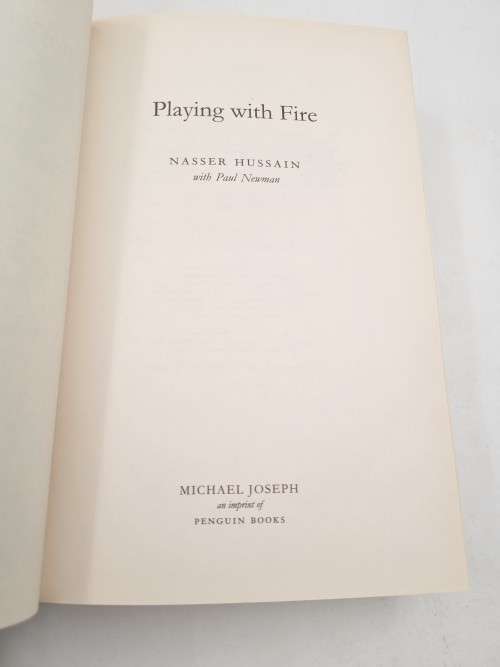 Playing with Fire
NASSER HUSSAIN
with Paul Newman
MICHAEL JOSEPH
an imprint of
PENGUIN BOOKS